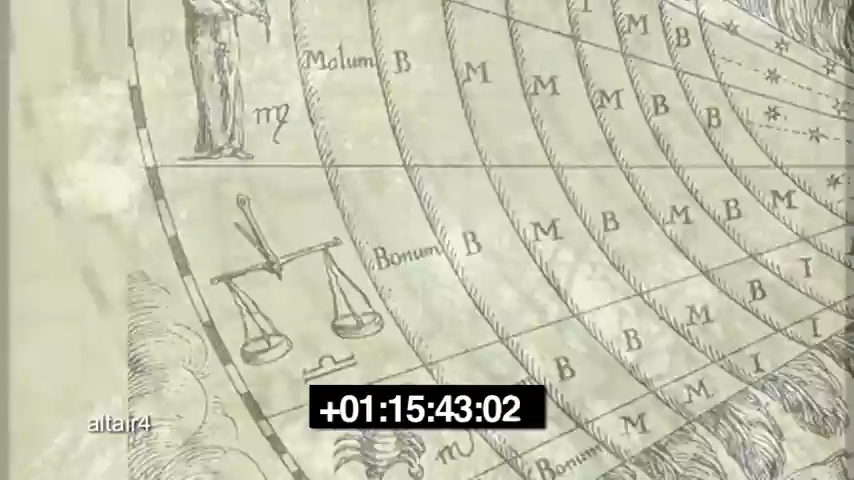 M B
Malum B M M M B B
♍
Bonum B M B M B M
B B M B I
♎
B M M I I
+01:15:43:02
altair4
♏ Bonum